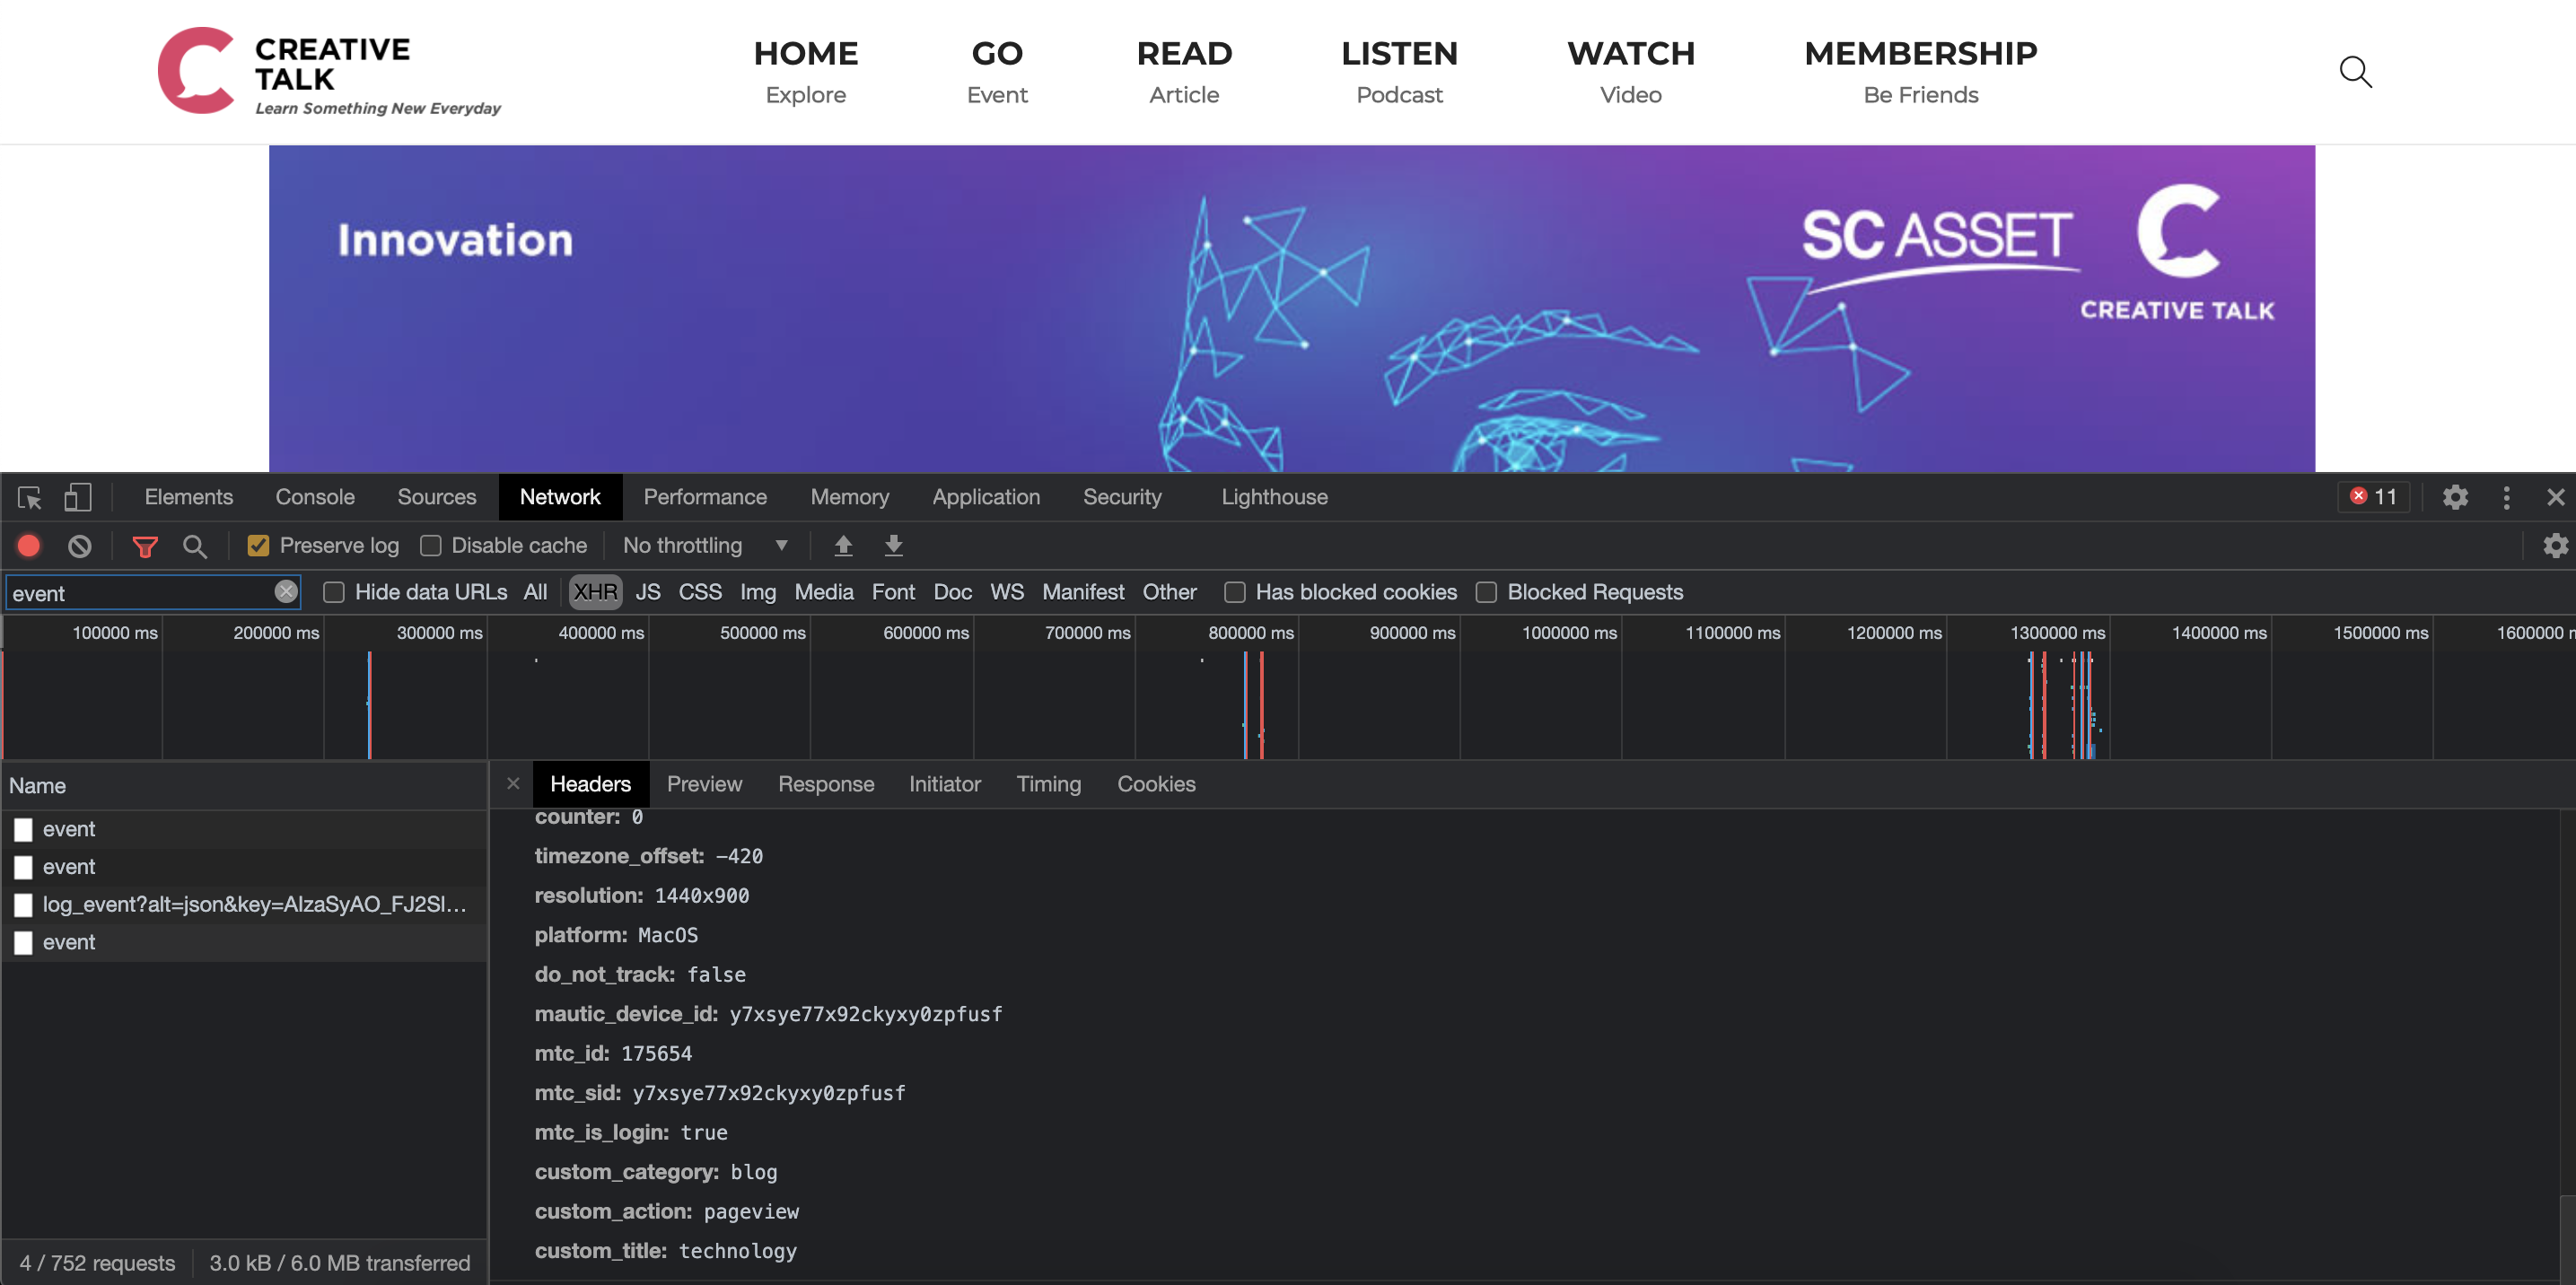 CREATIVE
TALK
Learn Something New Everyday
HOME
Explore
GO
Event
READ
Article
LISTEN
Podcast
WATCH
Video
MEMBERSHIP
Be Friends
Innovation
SC ASSET
CREATIVE TALK
Elements Console Sources Network Performance Memory Application Security Lighthouse 11
Preserve log Disable cache No throttling
event Hide data URLs All XHR JS CSS Img Media Font Doc WS Manifest Other Has blocked cookies Blocked Requests
100000 ms 200000 ms 300000 ms 400000 ms 500000 ms 600000 ms 700000 ms 800000 ms 900000 ms 1000000 ms 1100000 ms 1200000 ms 1300000 ms 1400000 ms 1500000 ms 1600000 m
Name
event
event
log_event?alt=json&key=AIzaSyAO_FJ2SI...
event
4 / 752 requests 3.0 kB / 6.0 MB transferred
Headers Preview Response Initiator Timing Cookies
counter: 0
timezone_offset: -420
resolution: 1440x900
platform: MacOS
do_not_track: false
mautic_device_id: y7xsye77x92ckyxy0zpfusf
mtc_id: 175654
mtc_sid: y7xsye77x92ckyxy0zpfusf
mtc_is_login: true
custom_category: blog
custom_action: pageview
custom_title: technology